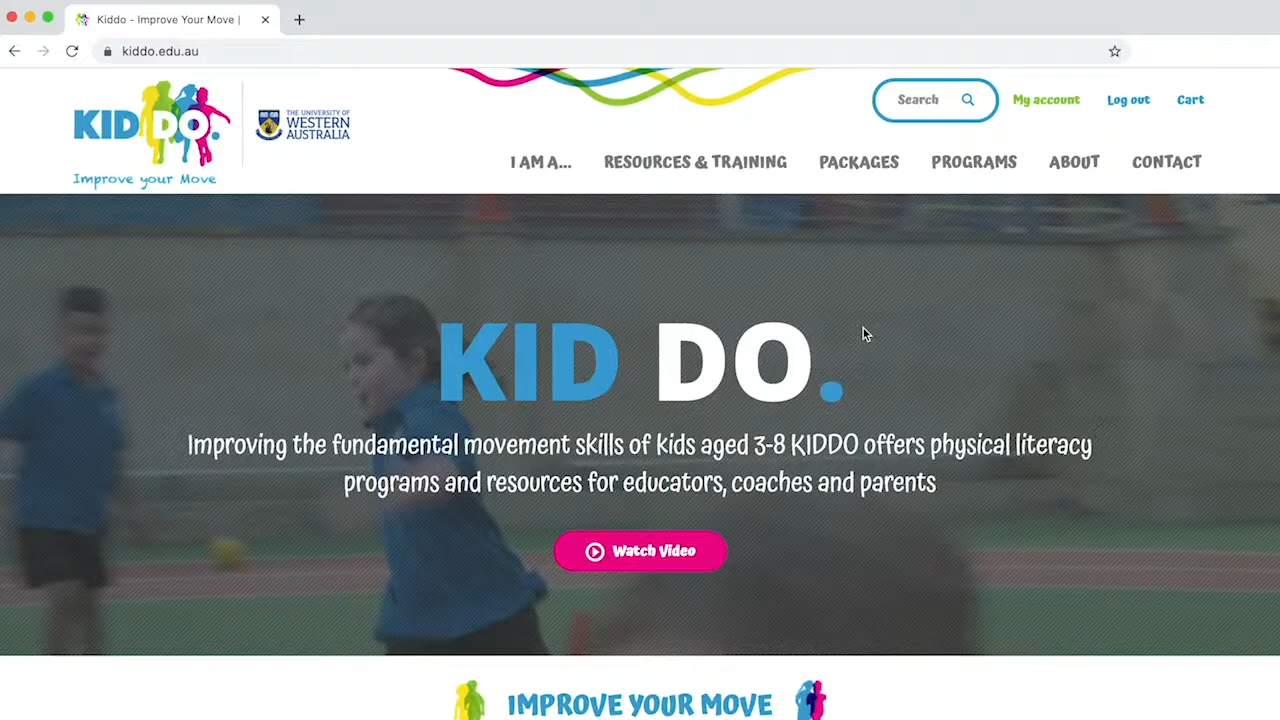 Kiddo - Improve Your Move |
kiddo.edu.au
KIDDO.
Improve your Move
THE UNIVERSITY OF
WESTERN
AUSTRALIA
Search
My account
Log out
Cart
I AM A...
RESOURCES & TRAINING
PACKAGES
PROGRAMS
ABOUT
CONTACT
KID DO.
Improving the fundamental movement skills of kids aged 3-8 KIDDO offers physical literacy
programs and resources for educators, coaches and parents
Watch Video
IMPROVE YOUR MOVE